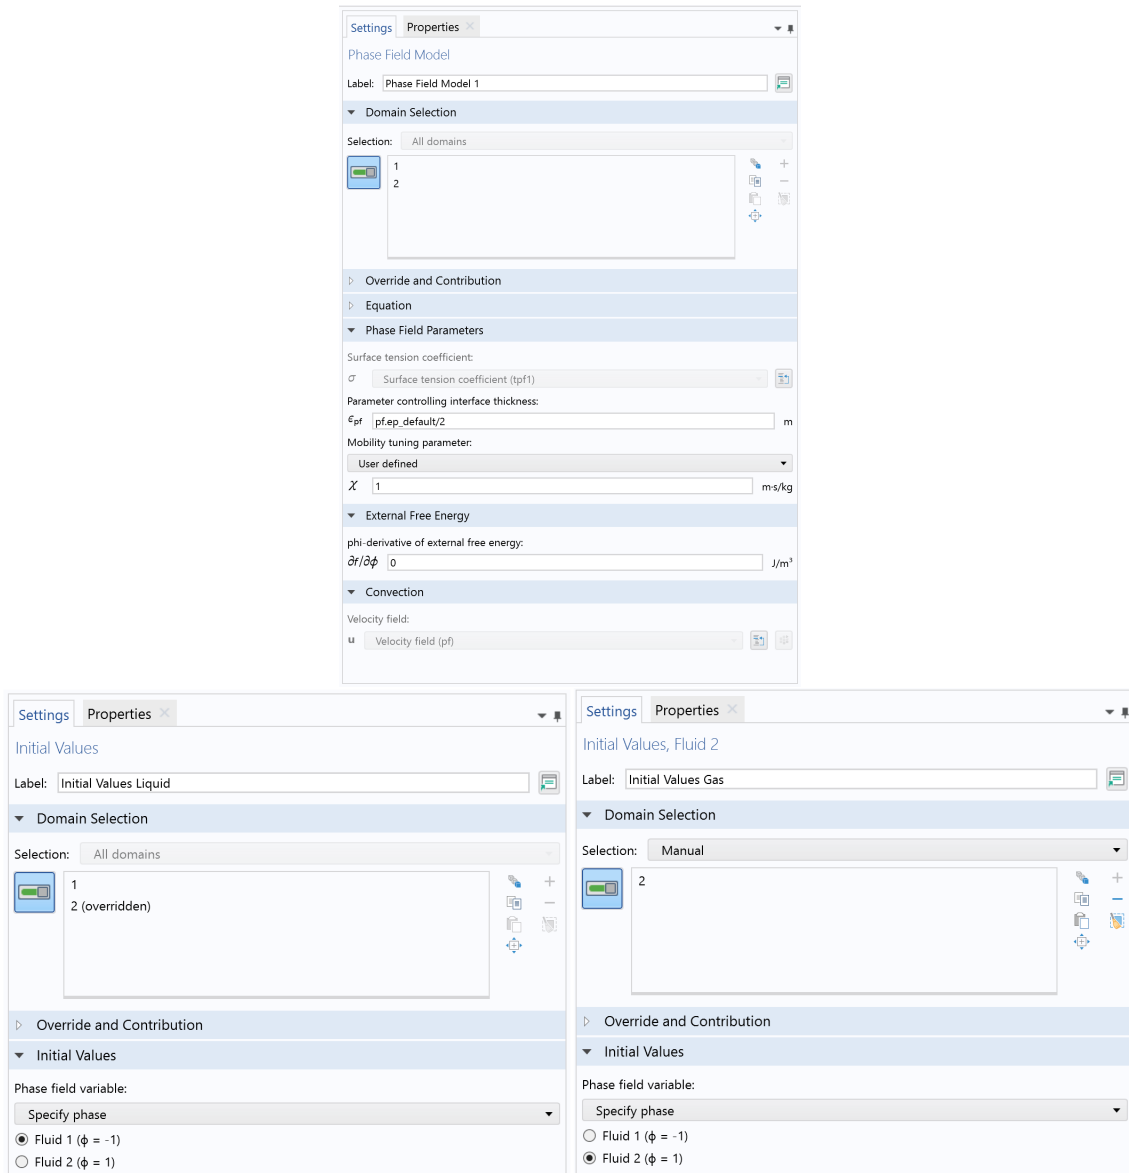 Settings Properties
Phase Field Model
Label: Phase Field Model 1
Domain Selection
Selection: All domains
1
2
Override and Contribution
Equation
Phase Field Parameters
Surface tension coefficient:
σ Surface tension coefficient (tpf1)
Parameter controlling interface thickness:
ϵpf pf.ep_default/2 m
Mobility tuning parameter:
User defined
χ 1 m·s/kg
External Free Energy
phi-derivative of external free energy:
∂f/∂ϕ 0 J/m³
Convection
Velocity field:
u Velocity field (pf)
Settings Properties
Initial Values
Label: Initial Values Liquid
Domain Selection
Selection: All domains
1
2 (overridden)
Override and Contribution
Initial Values
Phase field variable:
Specify phase
Fluid 1 (ϕ = -1)
Fluid 2 (ϕ = 1)
Settings Properties
Initial Values, Fluid 2
Label: Initial Values Gas
Domain Selection
Selection: Manual
2
Override and Contribution
Initial Values
Phase field variable:
Specify phase
Fluid 1 (ϕ = -1)
Fluid 2 (ϕ = 1)